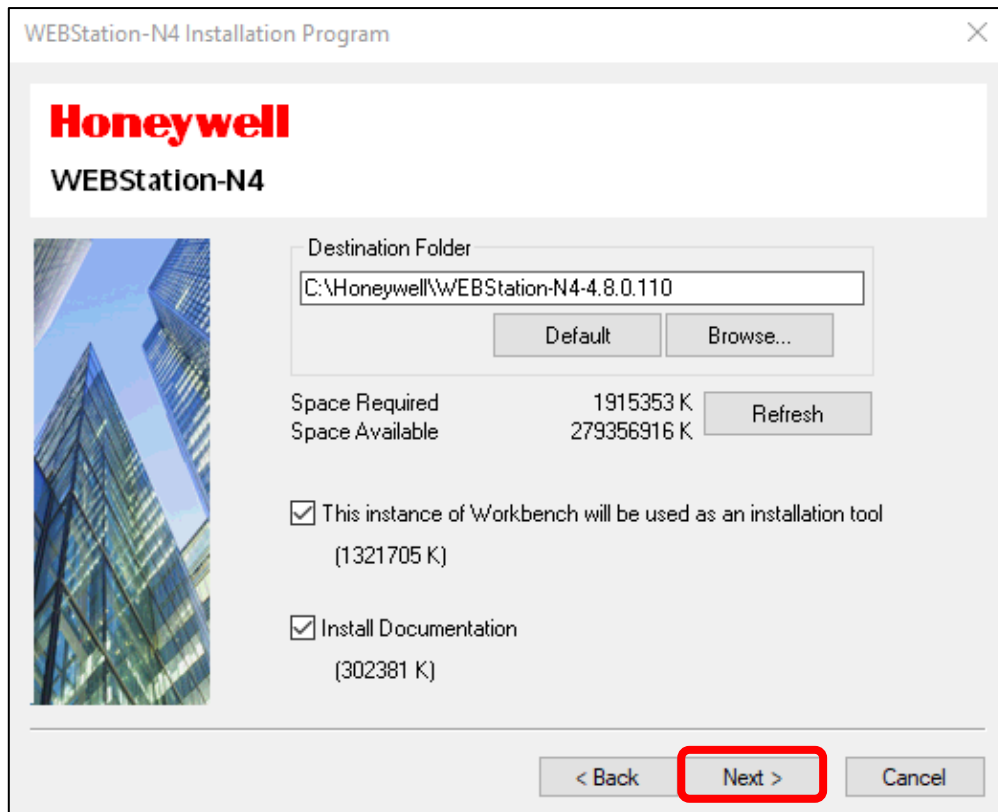 WEBStation-N4 Installation Program
Honeywell
WEBStation-N4
Destination Folder
C:\Honeywell\WEBStation-N4-4.8.0.110
Default Browse...
Space Required 1915353 K Refresh
Space Available 279356916 K
This instance of Workbench will be used as an installation tool
(1321705 K)
Install Documentation
(302381 K)
< Back Next > Cancel